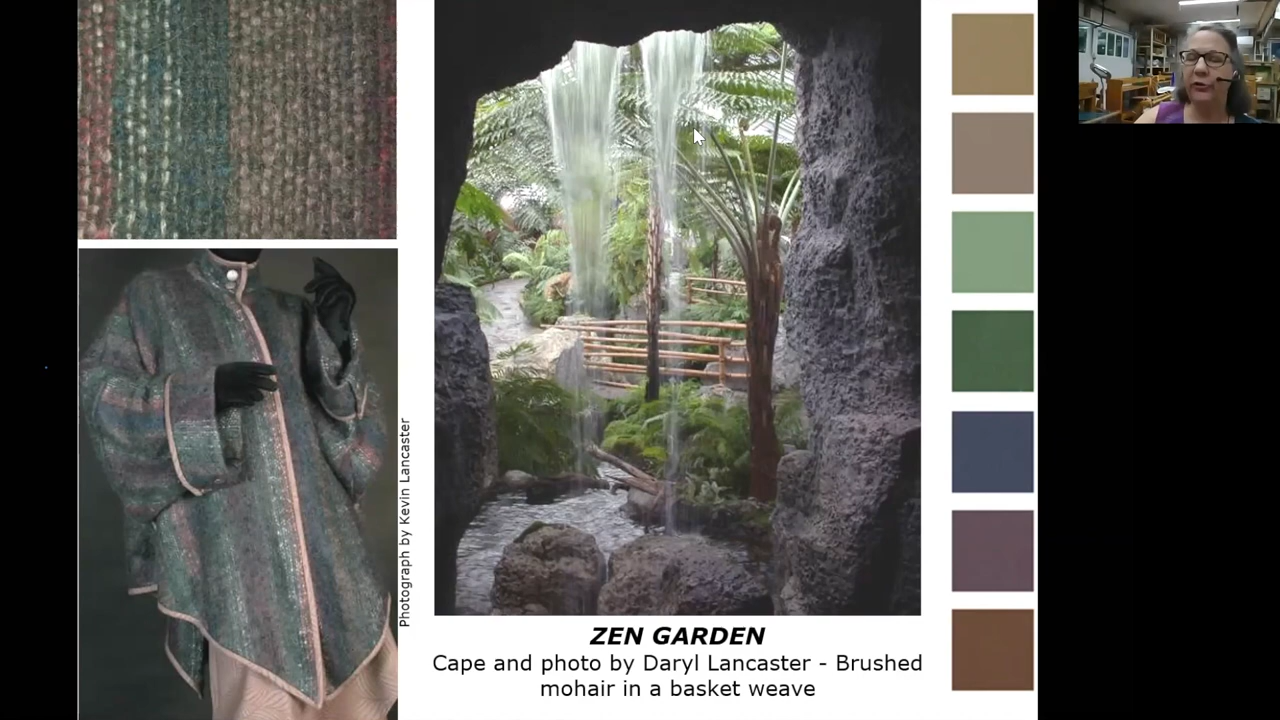 Photograph by Kevin Lancaster
ZEN GARDEN
Cape and photo by Daryl Lancaster - Brushed
mohair in a basket weave